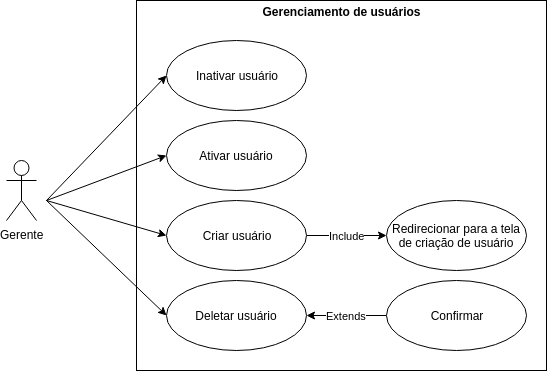 Gerenciamento de usuários
Inativar usuário
Ativar usuário
Gerente
Criar usuário
Include
Redirecionar para a tela
de criação de usuário
Deletar usuário
Extends
Confirmar